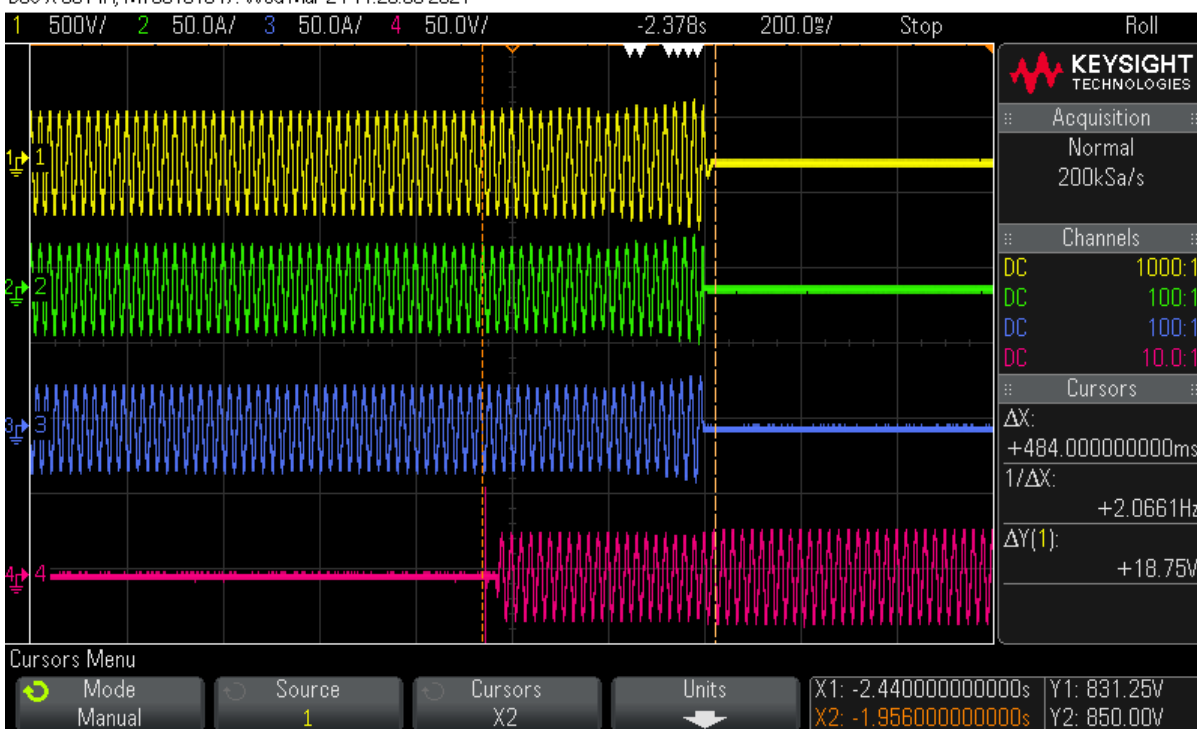 1 500V/ 2 50.0A/ 3 50.0A/ 4 50.0V/ -2.378s 200.0ms/ Stop Roll
KEYSIGHT
TECHNOLOGIES
Acquisition
Normal
200kSa/s
Channels
DC 1000:1
DC 100:1
DC 100:1
DC 10.0:1
Cursors
ΔX:
+484.000000000ms
1/ΔX:
+2.0661Hz
ΔY(1):
+18.75V
1
2
3
4
Cursors Menu
Mode
Manual
Source
1
Cursors
X2
Units
X1: -2.440000000000s Y1: 831.25V
X2: -1.956000000000s Y2: 850.00V